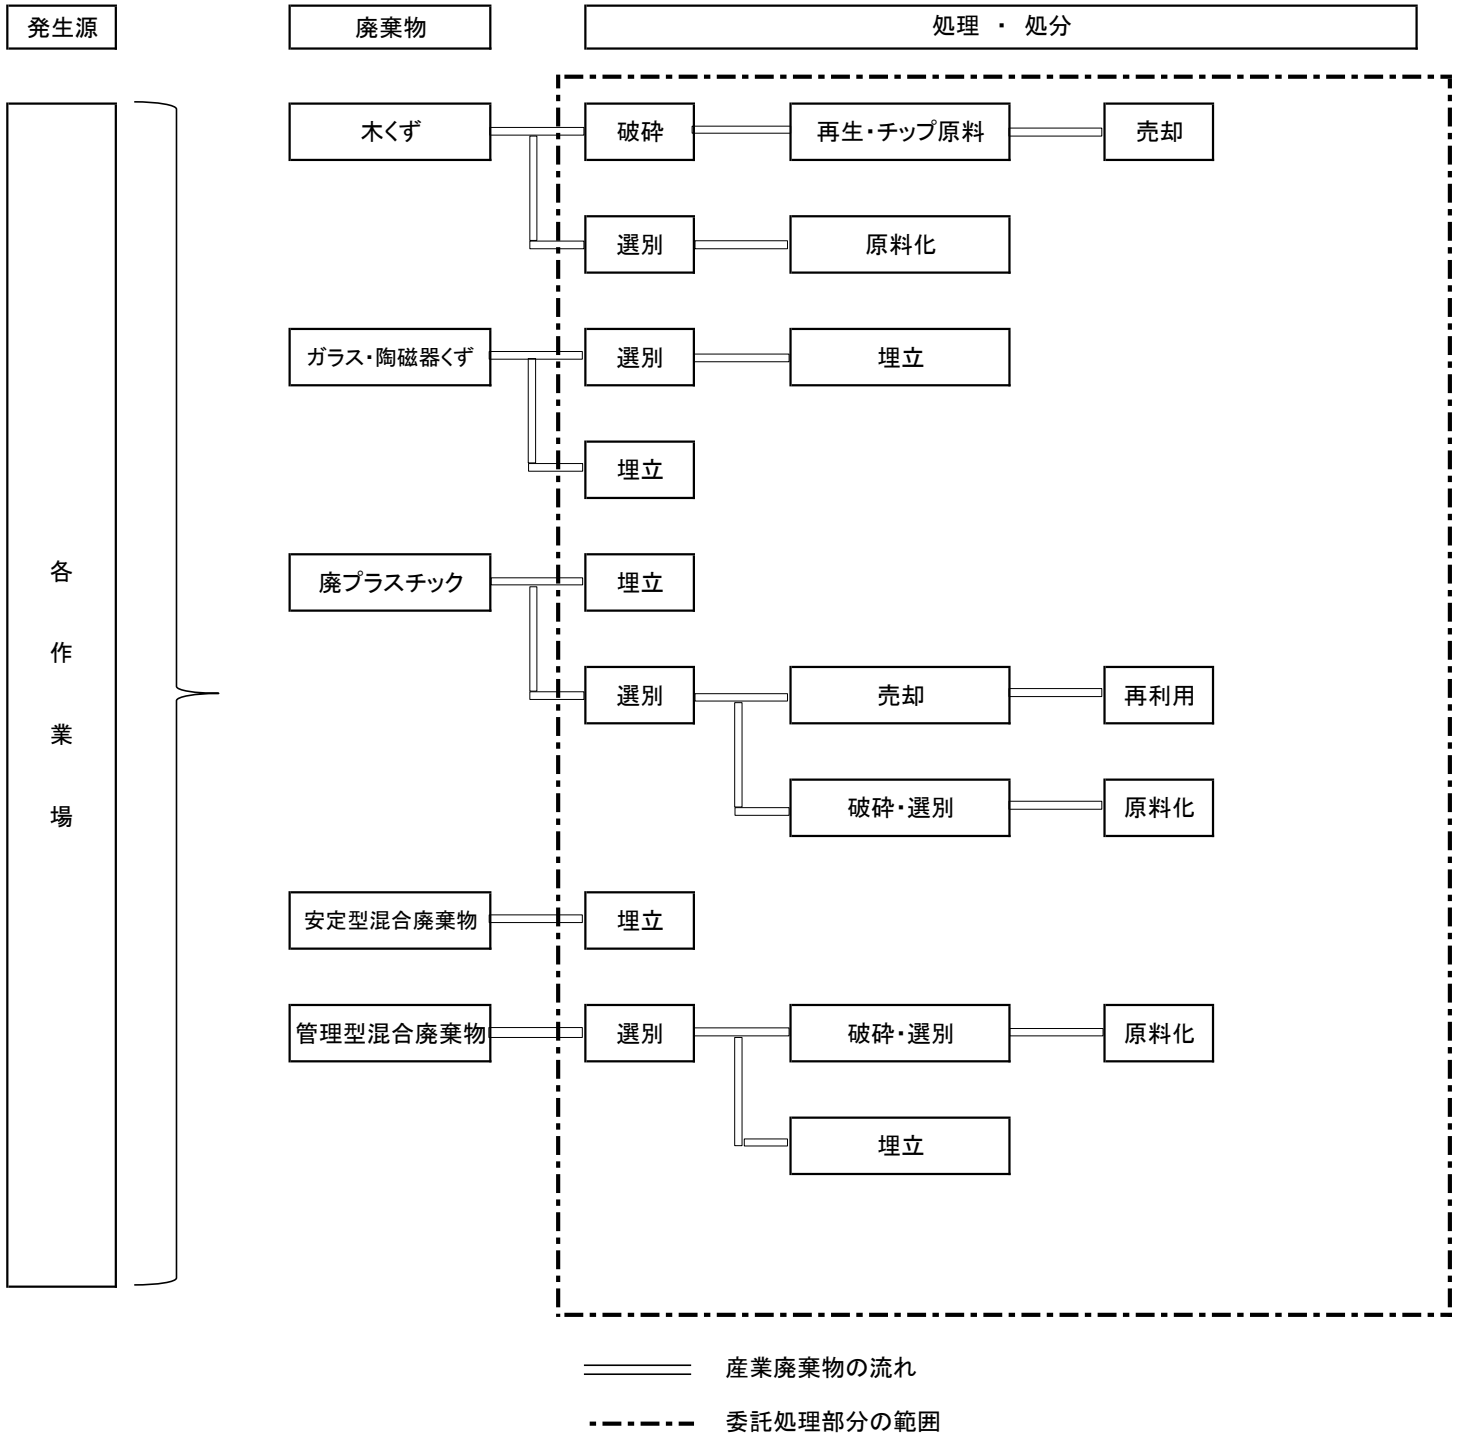 発生源
廃棄物
処理 ・ 処分
各作業場
木くず
破砕
再生・チップ原料
売却
選別
原料化
ガラス・陶磁器くず
選別
埋立
埋立
廃プラスチック
埋立
選別
売却
再利用
破砕・選別
原料化
安定型混合廃棄物
埋立
管理型混合廃棄物
選別
破砕・選別
原料化
埋立
産業廃棄物の流れ
委託処理部分の範囲